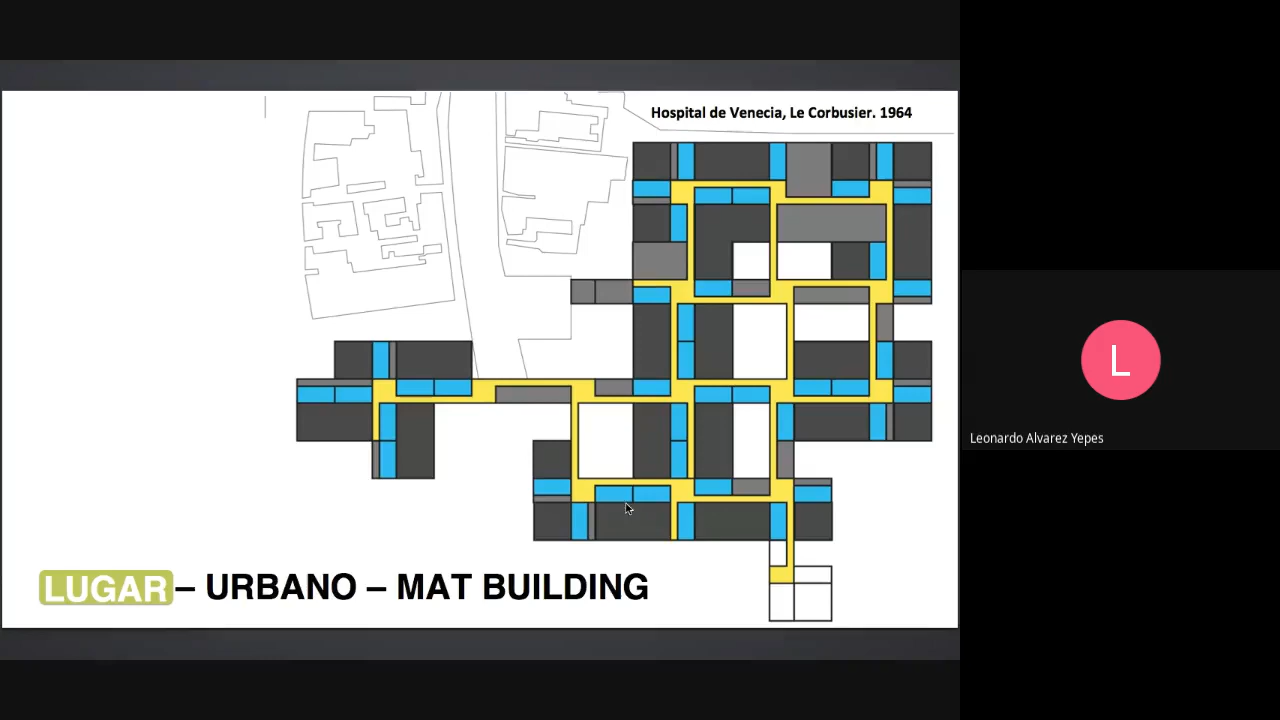 Hospital de Venecia, Le Corbusier. 1964
L
Leonardo Alvarez Yepes
LUGAR – URBANO – MAT BUILDING